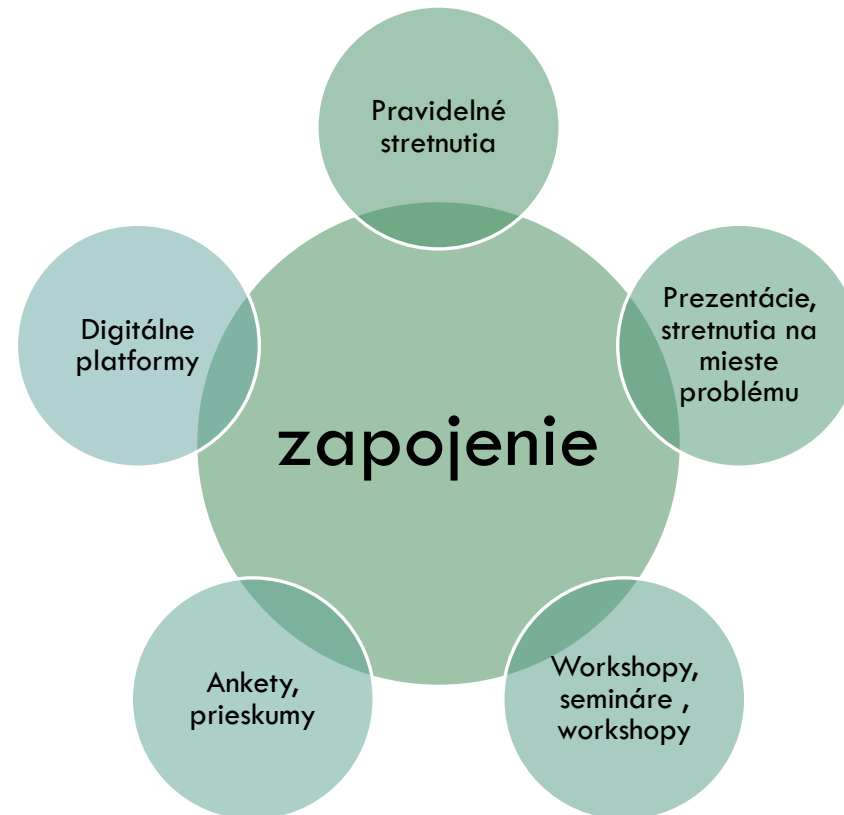 Pravidelné
stretnutia
Prezentácie,
stretnutia na
mieste
problému
Digitálne
platformy
zapojenie
Workshopy,
semináre ,
workshopy
Ankety,
prieskumy